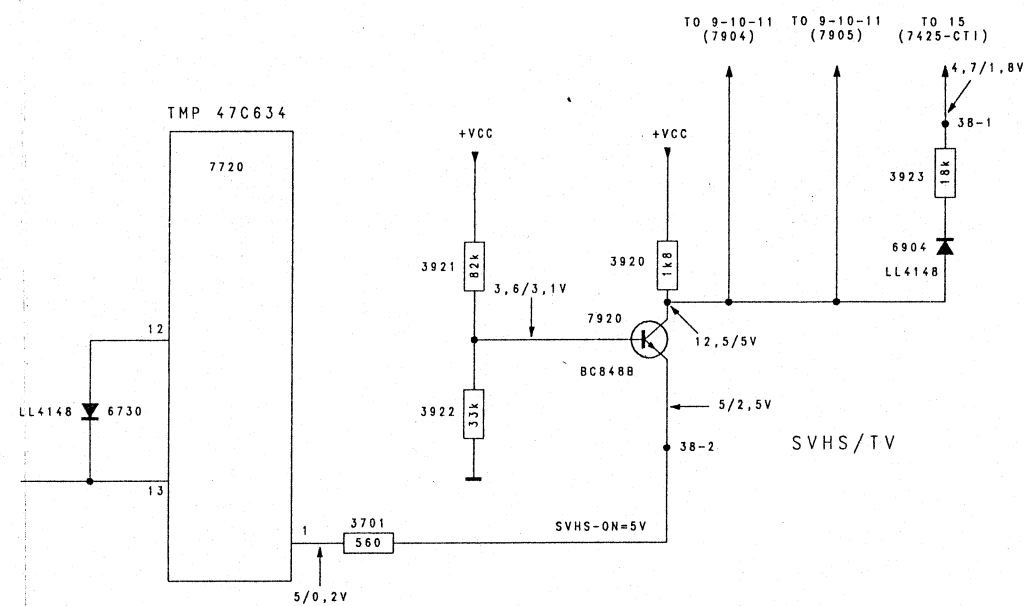 TO 9-10-11 TO 9-10-11 TO 15
(7904) (7905) (7425-CTI)
4,7/1,8V
TMP 47C634
38-1
+VCC +VCC
7720
3923 18k
3921 82k
3920 1k8
6904
LL4148
3,6/3,1V
7920
12
12,5/5V
BC848B
LL4148 6730
3922 33k
5/2,5V
SVHS/TV
38-2
13
3701
1
SVHS-ON=5V
560
5/0,2V